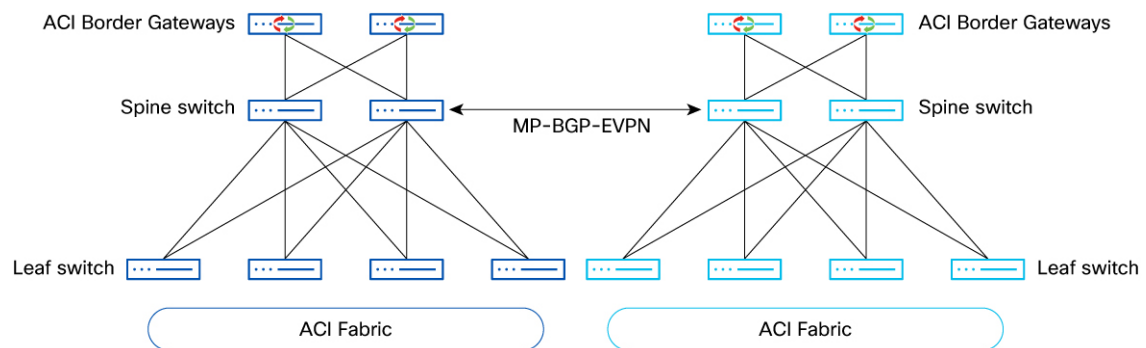 ACI Border Gateways
ACI Border Gateways
Spine switch
MP-BGP-EVPN
Spine switch
Leaf switch
Leaf switch
ACI Fabric
ACI Fabric